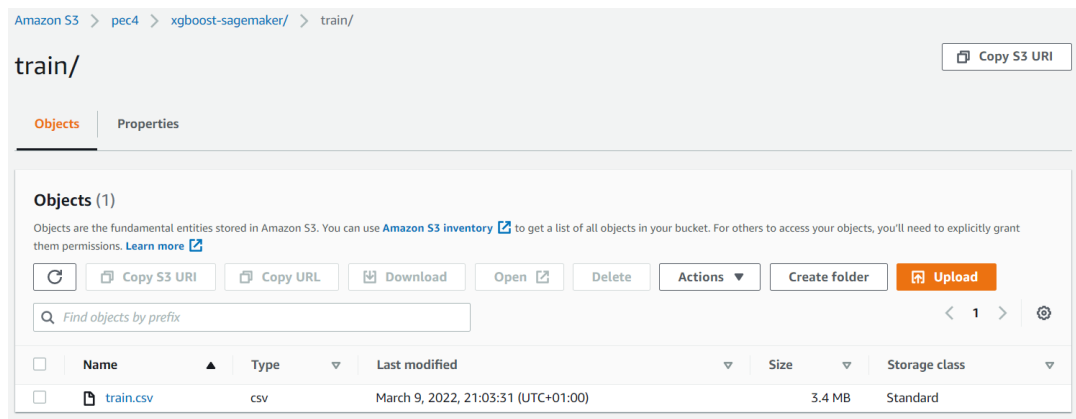 Amazon S3 > pec4 > xgboost-sagemaker/ > train/
train/
Copy S3 URI
Objects Properties
Objects (1)
Objects are the fundamental entities stored in Amazon S3. You can use Amazon S3 inventory to get a list of all objects in your bucket. For others to access your objects, you'll need to explicitly grant
them permissions. Learn more
Copy S3 URI Copy URL Download Open Delete Actions Create folder Upload
Find objects by prefix
< 1 >
Name Type Last modified Size Storage class
train.csv csv March 9, 2022, 21:03:31 (UTC+01:00) 3.4 MB Standard